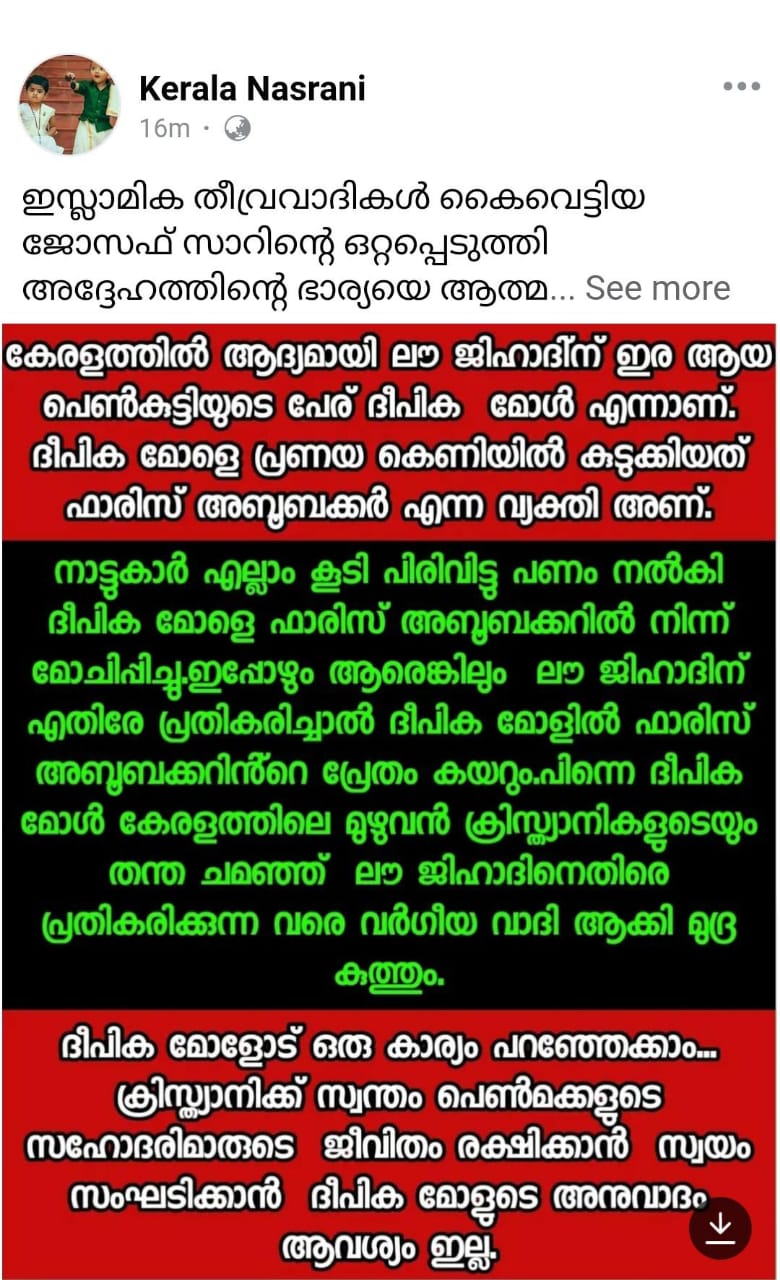 Kerala Nasrani
16m
ഇസ്ലാമിക തീവ്രവാദികൾ കൈവെട്ടിയ
ജോസഫ് സാറിന്റെ ഒറ്റപ്പെടുത്തി
അദ്ദേഹത്തിന്റെ ഭാര്യയെ ആത്മ... See more
കേരളത്തിൽ ആദ്യമായി ലൗ ജിഹാദിന് ഇര ആയ
പെൺകുട്ടിയുടെ പേര് ദീപിക മോൾ എന്നാണ്.
ദീപിക മോളെ പ്രണയ കെണിയിൽ കുടുക്കിയത്
ഫാരിസ് അബൂബക്കർ എന്ന വ്യക്തി അണ്.
നാട്ടുകാർ എല്ലാം കൂടി പിരിവിട്ടു പണം നൽകി
ദീപിക മോളെ ഫാരിസ് അബൂബക്കറിൽ നിന്ന്
മോചിപ്പിച്ചു.ഇപ്പോഴും ആരെങ്കിലും ലൗ ജിഹാദിന്
എതിരേ പ്രതികരിച്ചാൽ ദീപിക മോളിൽ ഫാരിസ്
അബൂബക്കറിൻറെ പ്രേതം കയറും.പിന്നെ ദീപിക
മോൾ കേരളത്തിലെ മുഴുവൻ ക്രിസ്ത്യാനികളുടെയും
തന്ത ചമഞ്ഞ് ലൗ ജിഹാദിനെതിരെ
പ്രതികരിക്കുന്ന വരെ വർഗീയ വാദി ആക്കി മുദ്ര
കുത്തും.
ദീപിക മോളോട് ഒരു കാര്യം പറഞ്ഞേക്കാം...
ക്രിസ്ത്യാനിക്ക് സ്വന്തം പെൺമക്കളുടെ
സഹോദരിമാരുടെ ജീവിതം രക്ഷിക്കാൻ സ്വയം
സംഘടിക്കാൻ ദീപിക മോളുടെ അനുവാദം
ആവശ്യം ഇല്ല.